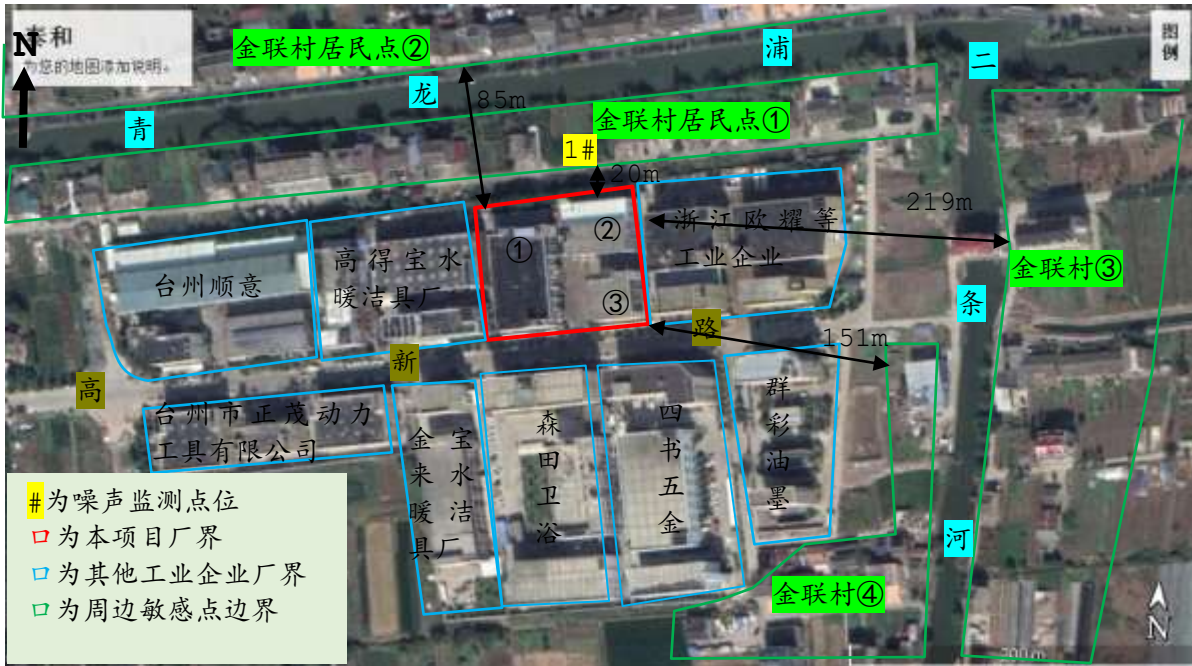 泰和
为您的地图添加说明。
N
图例
金联村居民点②
浦
二
龙
85m
青
金联村居民点①
1#
20m
219m
浙江欧耀等
工业企业
①
②
③
高得宝水
暖洁具厂
台州顺意
金联村③
条
路
151m
新
高
台州市正茂动力
工具有限公司
金宝
来水
暖洁
具厂
森田卫浴
四书五金
群彩油墨
河
金联村④
#为噪声监测点位
口为本项目厂界
口为其他工业企业厂界
口为周边敏感点边界
N
200 m